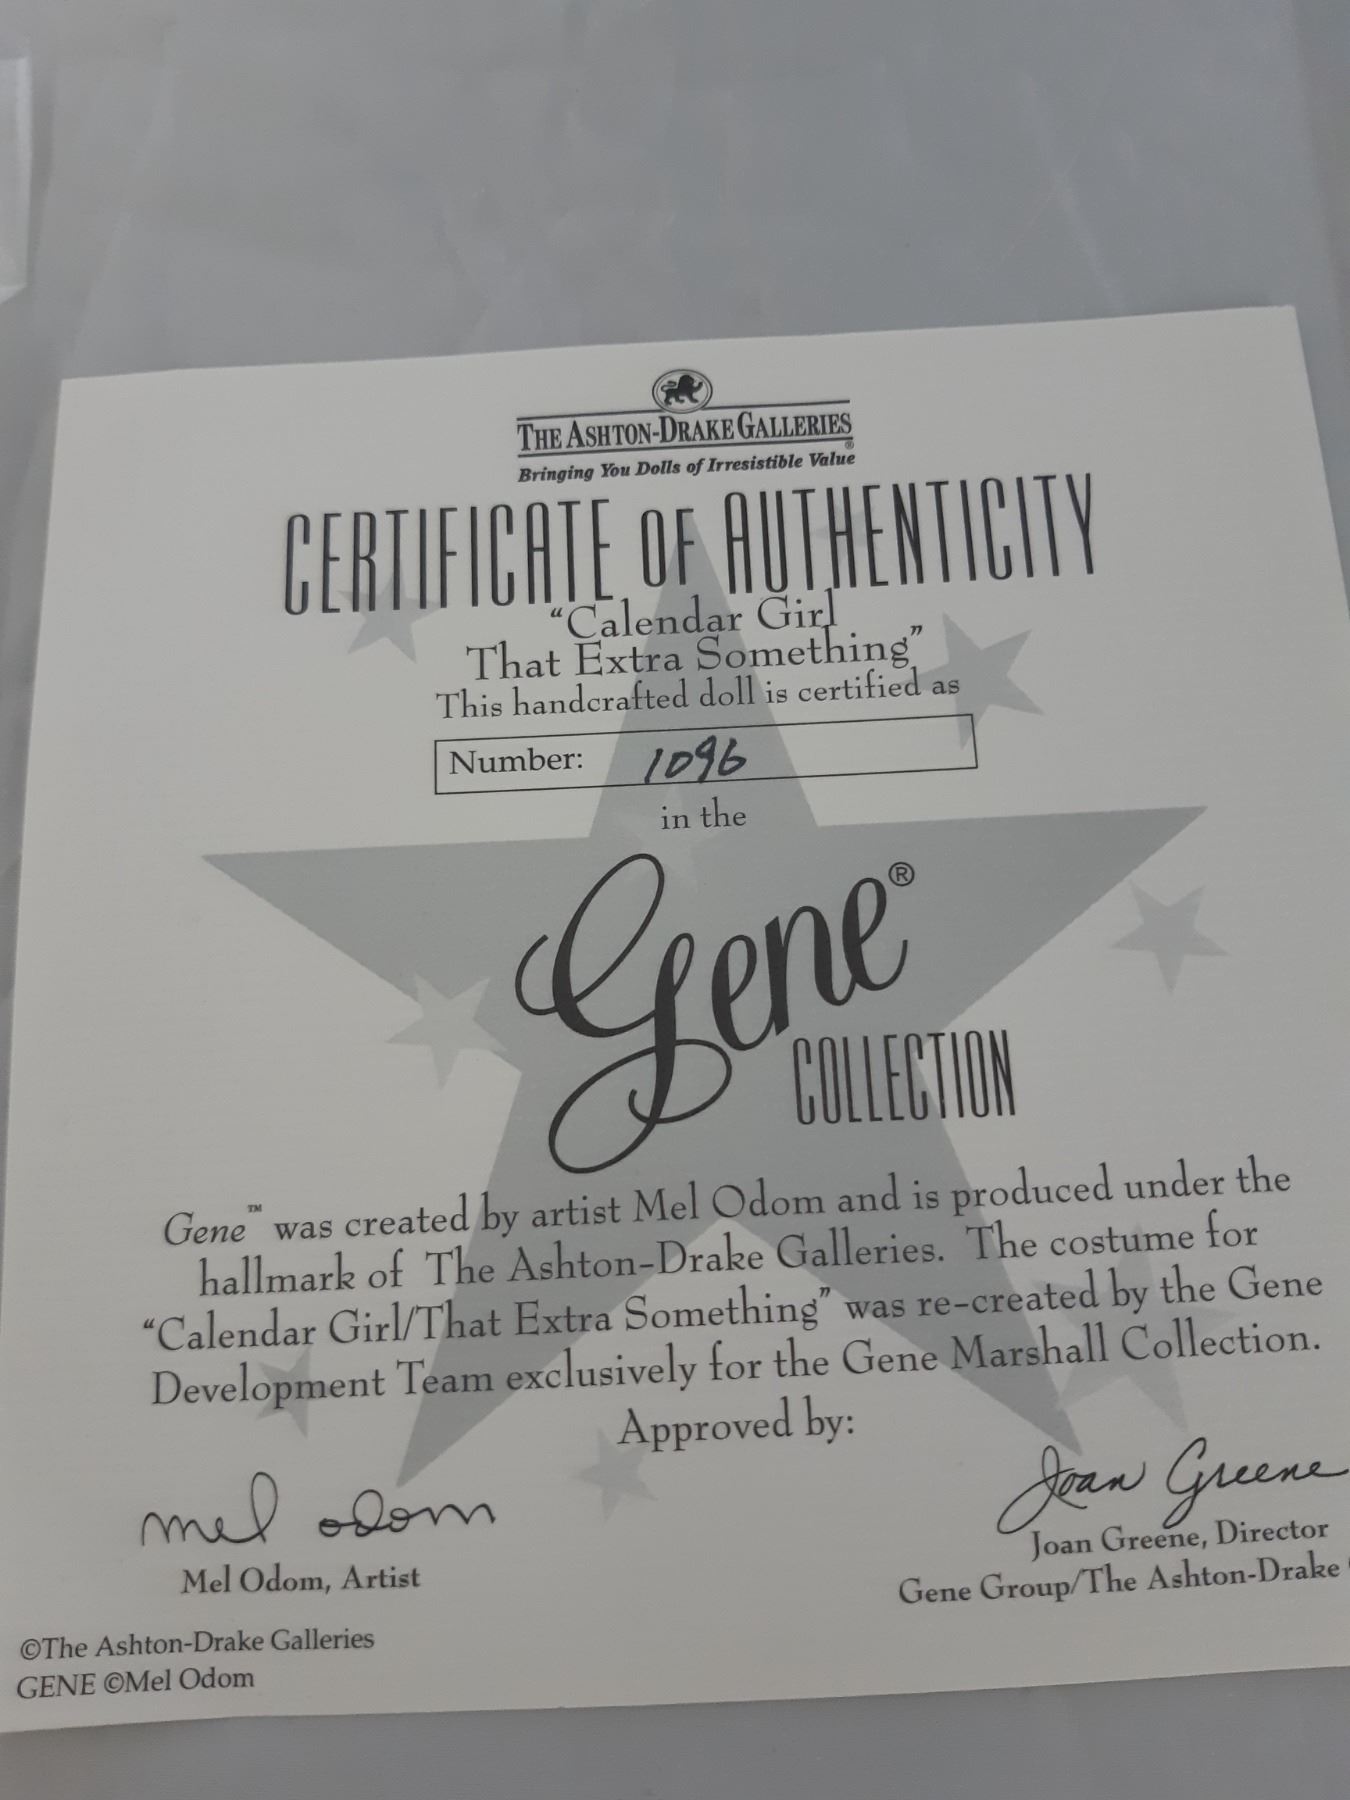 THE ASHTON-DRAKE GALLERIES®
Bringing You Dolls of Irresistible Value
CERTIFICATE OF AUTHENTICITY
“Calendar Girl
That Extra Something”
This handcrafted doll is certified as
Number: 1096
in the
Gene®
COLLECTION
Gene™ was created by artist Mel Odom and is produced under the
hallmark of The Ashton-Drake Galleries. The costume for
“Calendar Girl/That Extra Something” was re-created by the Gene
Development Team exclusively for the Gene Marshall Collection.
Approved by:
mel odom
Joan Greene
Mel Odom, Artist
Joan Greene, Director
Gene Group/The Ashton-Drake
©The Ashton-Drake Galleries
GENE ©Mel Odom